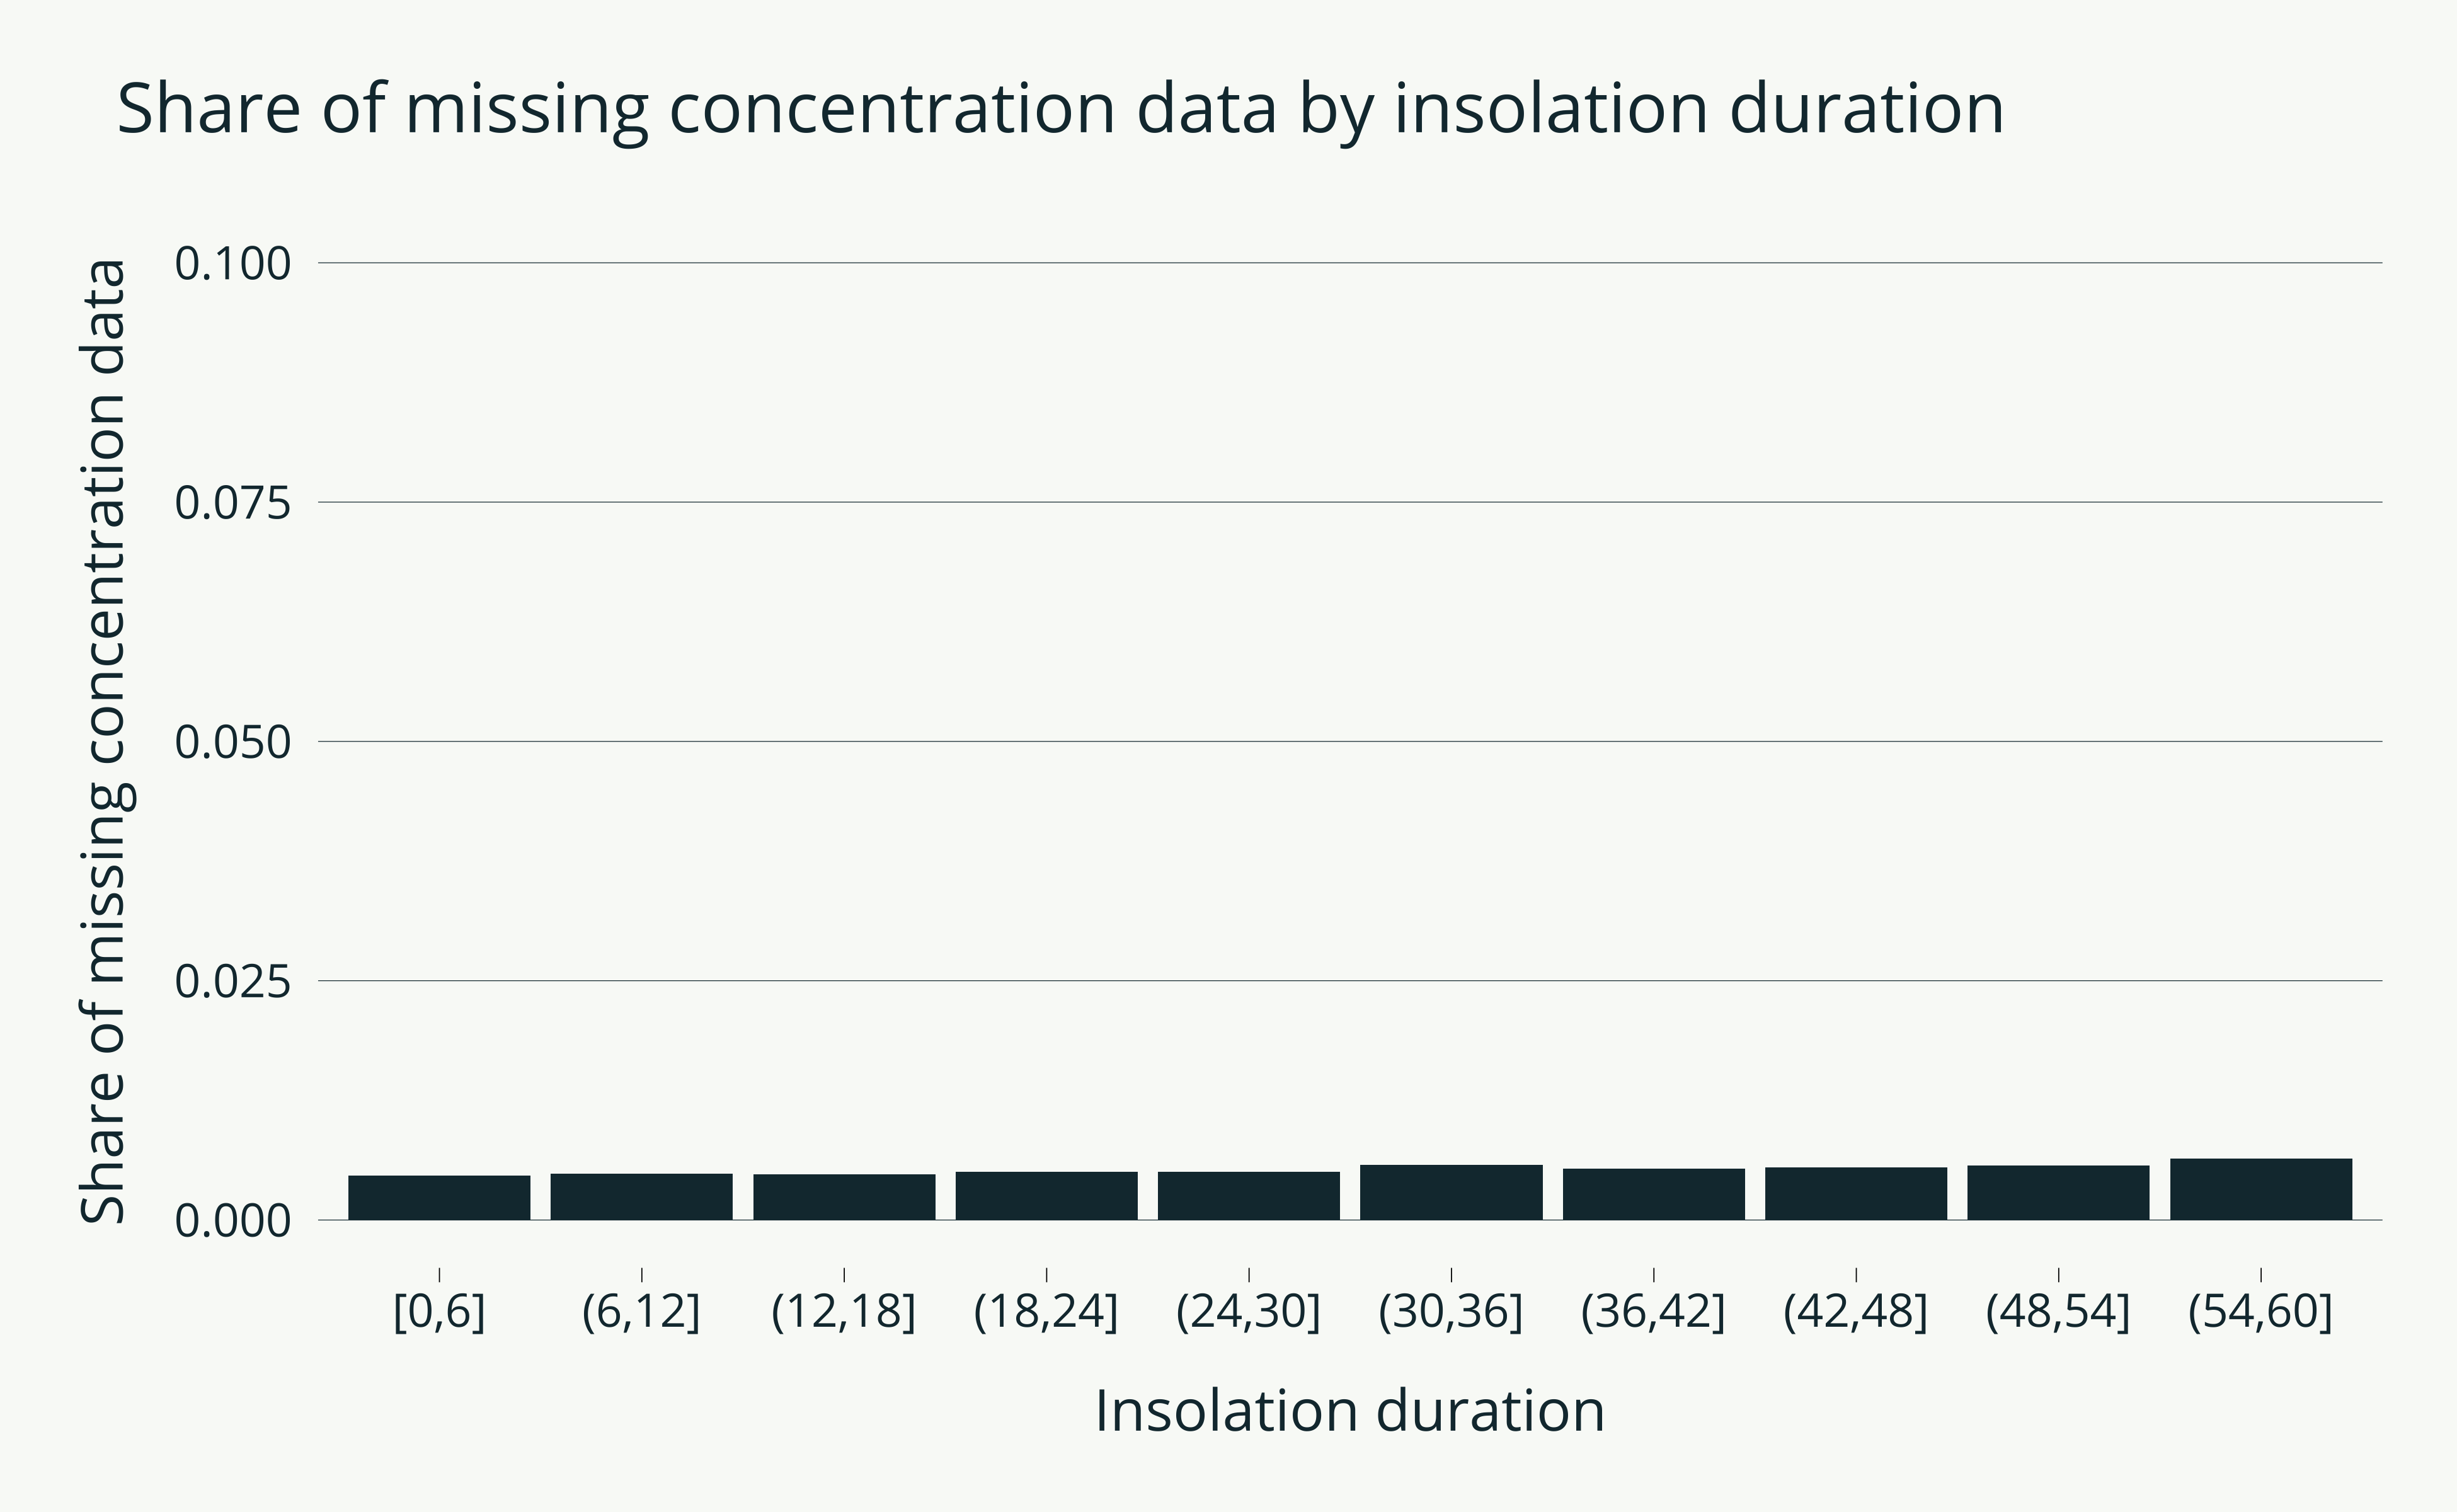 Share of missing concentration data by insolation duration
Share of missing concentration data
0.100
0.075
0.050
0.025
0.000
[0,6] (6,12] (12,18] (18,24] (24,30] (30,36] (36,42] (42,48] (48,54] (54,60]
Insolation duration